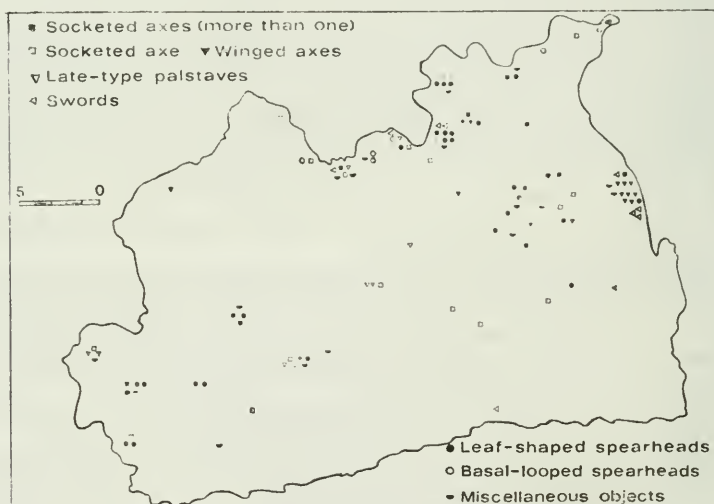 Socketed axes (more than one)
Socketed axe Winged axes
Late-type palstaves
Swords
5 0
Leaf-shaped spearheads
Basal-looped spearheads
Miscellaneous objects